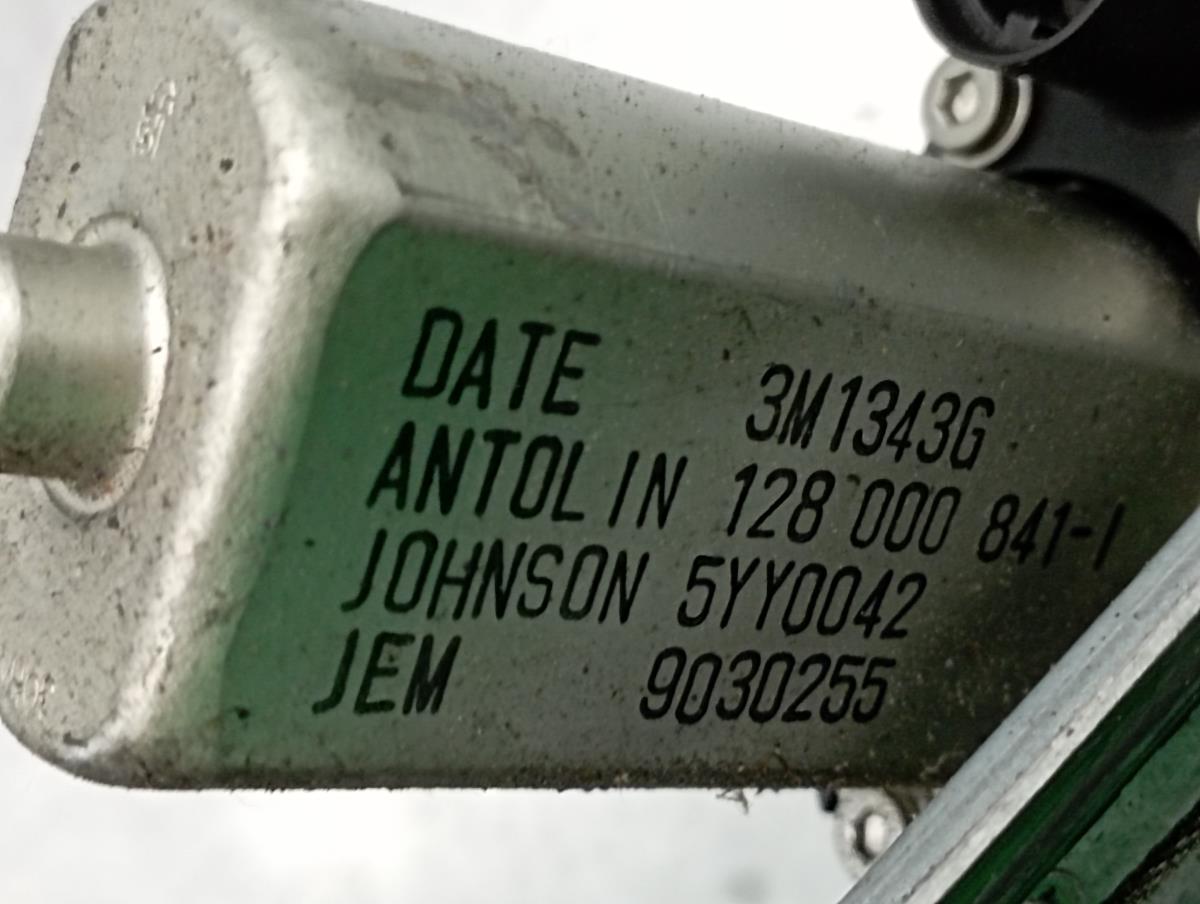 DATE 3M1343G
ANTOLIN 128 000 841-1
JOHNSON 5YY0042
JEM 9030255